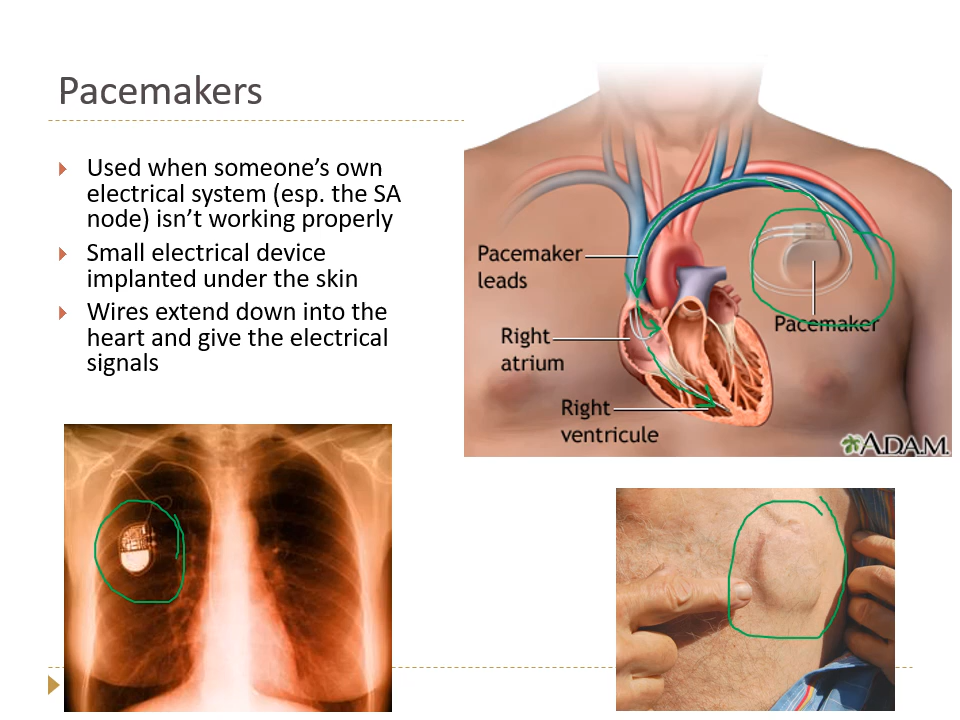 Pacemakers
Used when someone’s own
electrical system (esp. the SA
node) isn’t working properly
Small electrical device
implanted under the skin
Wires extend down into the
heart and give the electrical
signals
Pacemaker
leads
Pacemaker
Right
atrium
Right
ventricule
A.D.A.M.